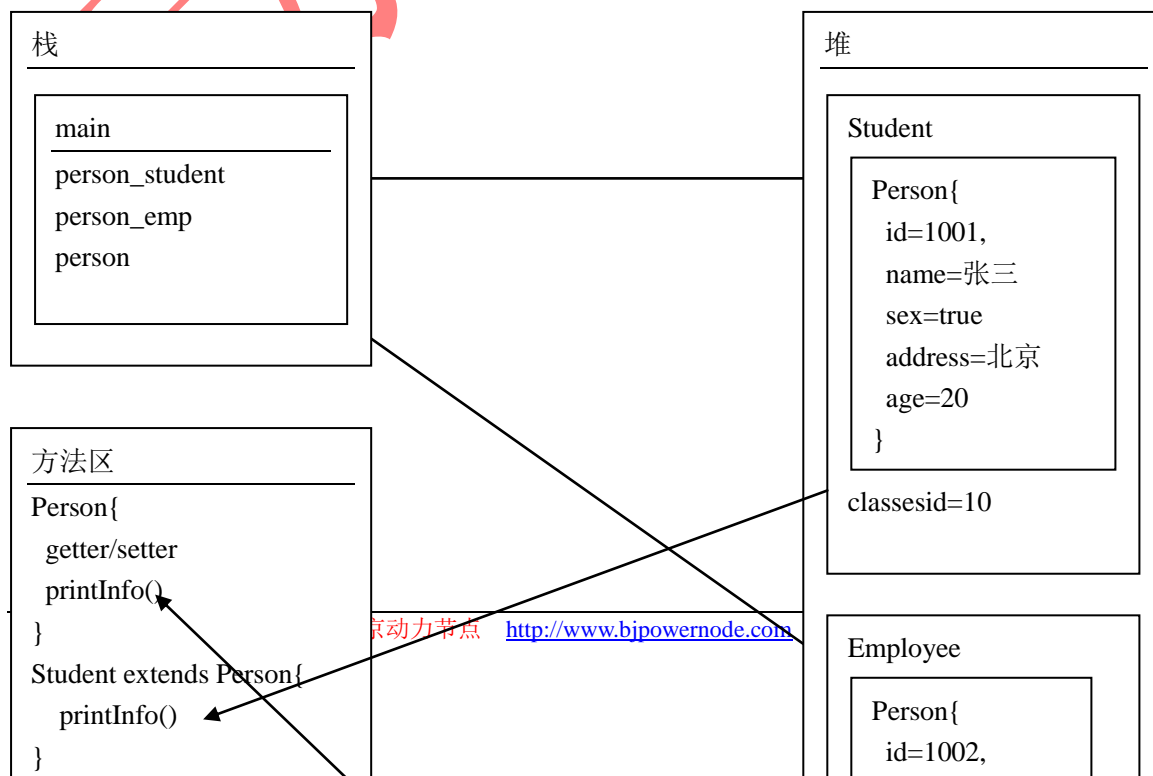 栈
main
person_student
person_emp
person
方法区
Person{
getter/setter
printInfo()
}
Student extends Person{
printInfo()
}
京动力节点 http://www.bjpowernode.com
堆
Student
Person{
id=1001,
name=张三
sex=true
address=北京
age=20
}
classesid=10
Employee
Person{
id=1002,